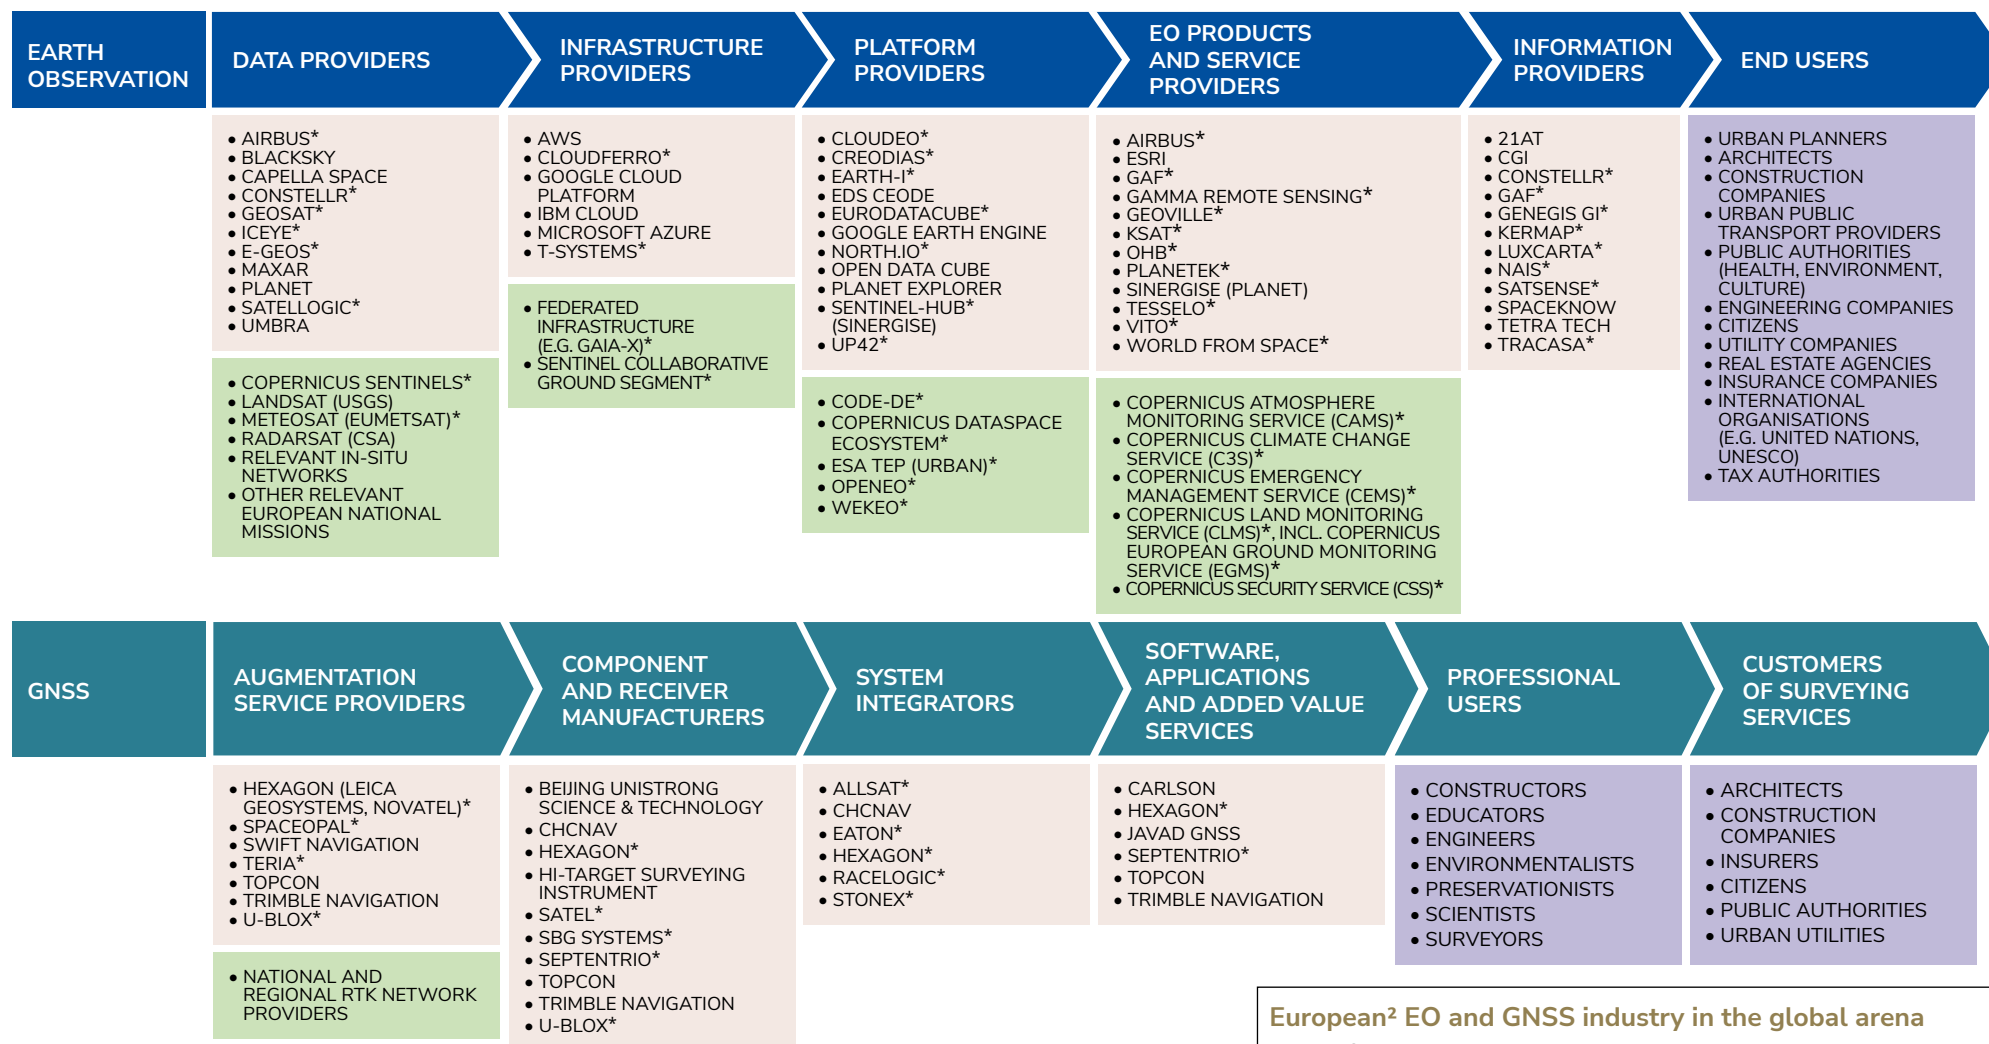 EARTH
OBSERVATION
DATA PROVIDERS
INFRASTRUCTURE
PROVIDERS
PLATFORM
PROVIDERS
EO PRODUCTS
AND SERVICE
PROVIDERS
INFORMATION
PROVIDERS
END USERS
• AIRBUS*
• BLACKSKY
• CAPELLA SPACE
• CONSTELLR*
• GEOSAT*
• ICEYE*
• E-GEOS*
• MAXAR
• PLANET
• SATELLOGIC*
• UMBRA
• COPERNICUS SENTINELS*
• LANDSAT (USGS)
• METEOSAT (EUMETSAT)*
• RADARSAT (CSA)
• RELEVANT IN-SITU
NETWORKS
• OTHER RELEVANT
EUROPEAN NATIONAL
MISSIONS
• AWS
• CLOUDFERRO*
• GOOGLE CLOUD
PLATFORM
• IBM CLOUD
• MICROSOFT AZURE
• T-SYSTEMS*
• FEDERATED
INFRASTRUCTURE
(E.G. GAIA-X)*
• SENTINEL COLLABORATIVE
GROUND SEGMENT*
• CLOUDEO*
• CREODIAS*
• EARTH-I*
• EDS CEODE
• EURODATACUBE*
• GOOGLE EARTH ENGINE
• NORTH.IO*
• OPEN DATA CUBE
• PLANET EXPLORER
• SENTINEL-HUB*
(SINERGISE)
• UP42*
• CODE-DE*
• COPERNICUS DATASPACE
ECOSYSTEM*
• ESA TEP (URBAN)*
• OPENEO*
• WEKEO*
• AIRBUS*
• ESRI
• GAF*
• GAMMA REMOTE SENSING*
• GEOVILLE*
• KSAT*
• OHB*
• PLANETEK*
• SINERGISE (PLANET)
• TESSELO*
• VITO*
• WORLD FROM SPACE*
• COPERNICUS ATMOSPHERE
MONITORING SERVICE (CAMS)*
• COPERNICUS CLIMATE CHANGE
SERVICE (C3S)*
• COPERNICUS EMERGENCY
MANAGEMENT SERVICE (CEMS)*
• COPERNICUS LAND MONITORING
SERVICE (CLMS)*, INCL. COPERNICUS
EUROPEAN GROUND MONITORING
SERVICE (EGMS)*
• COPERNICUS SECURITY SERVICE (CSS)*
• 21AT
• CGI
• CONSTELLR*
• GAF*
• GENEGIS GI*
• KERMAP*
• LUXCARTA*
• NAIS*
• SATSENSE*
• SPACEKNOW
• TETRA TECH
• TRACASA*
• URBAN PLANNERS
• ARCHITECTS
• CONSTRUCTION
COMPANIES
• URBAN PUBLIC
TRANSPORT PROVIDERS
• PUBLIC AUTHORITIES
(HEALTH, ENVIRONMENT,
CULTURE)
• ENGINEERING COMPANIES
• CITIZENS
• UTILITY COMPANIES
• REAL ESTATE AGENCIES
• INSURANCE COMPANIES
• INTERNATIONAL
ORGANISATIONS
(E.G. UNITED NATIONS,
UNESCO)
• TAX AUTHORITIES
GNSS
AUGMENTATION
SERVICE PROVIDERS
COMPONENT
AND RECEIVER
MANUFACTURERS
SYSTEM
INTEGRATORS
SOFTWARE,
APPLICATIONS
AND ADDED VALUE
SERVICES
PROFESSIONAL
USERS
CUSTOMERS
OF SURVEYING
SERVICES
• HEXAGON (LEICA
GEOSYSTEMS, NOVATEL)*
• SPACEOPAL*
• SWIFT NAVIGATION
• TERIA*
• TOPCON
• TRIMBLE NAVIGATION
• U-BLOX*
• NATIONAL AND
REGIONAL RTK NETWORK
PROVIDERS
• BEIJING UNISTRONG
SCIENCE & TECHNOLOGY
• CHCNAV
• HEXAGON*
• HI-TARGET SURVEYING
INSTRUMENT
• SATEL*
• SBG SYSTEMS*
• SEPTENTRIO*
• TOPCON
• TRIMBLE NAVIGATION
• U-BLOX*
• ALLSAT*
• CHCNAV
• EATON*
• HEXAGON*
• RACELOGIC*
• STONEX*
• CARLSON
• HEXAGON*
• JAVAD GNSS
• SEPTENTRIO*
• TOPCON
• TRIMBLE NAVIGATION
• CONSTRUCTORS
• EDUCATORS
• ENGINEERS
• ENVIRONMENTALISTS
• PRESERVATIONISTS
• SCIENTISTS
• SURVEYORS
• ARCHITECTS
• CONSTRUCTION
COMPANIES
• INSURERS
• CITIZENS
• PUBLIC AUTHORITIES
• URBAN UTILITIES
European² EO and GNSS industry in the global arena